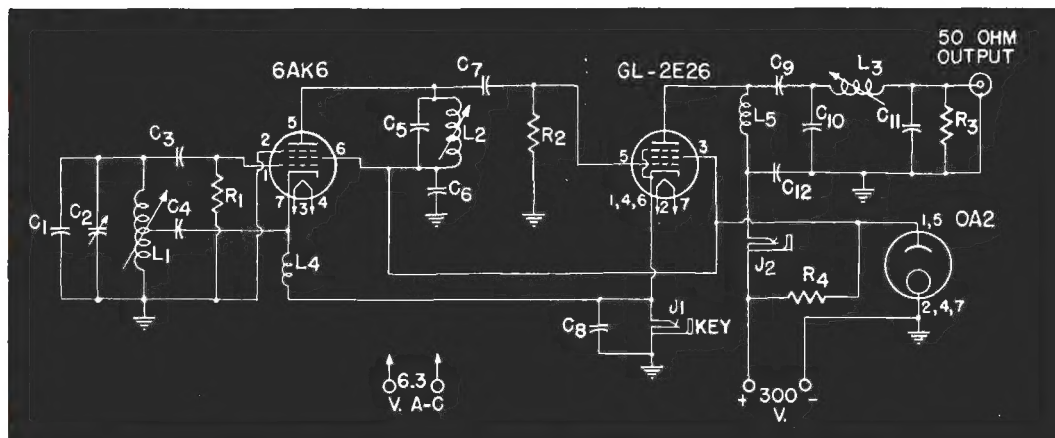 50 OHM
OUTPUT
6AK6
C7
GL-2E26
C9
L3
5
C5
L2
L5
C10
C11
R3
C3
2
6
R2
5
3
C6
C12
C1
C2
C4
R1
7
3
4
1,4,6
2
7
L1
J2
1,5
OA2
L4
R4
C8
J1
KEY
2,4,7
6.3
V. A-C
+
300
-
V.